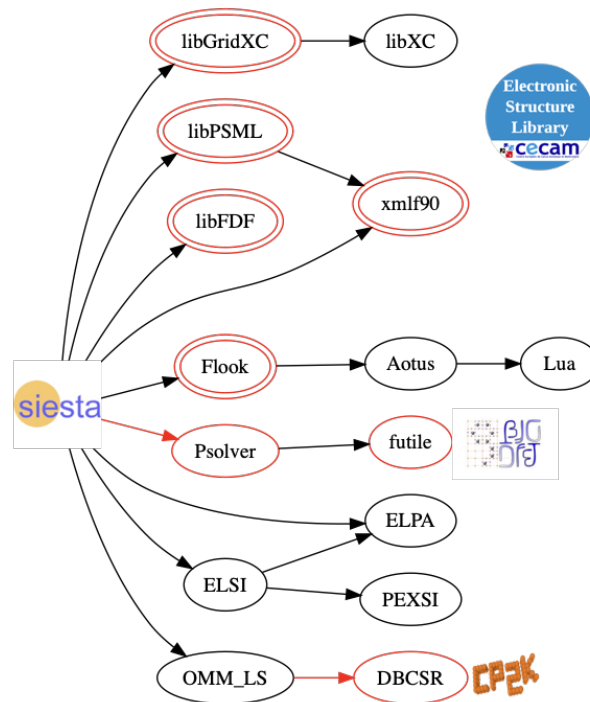 libGridXC
libXC
Electronic
Structure
Library
cecam
libPSML
xmlf90
libFDF
Flook
Aotus
Lua
siesta
Psolver
futile
BIG
DFT
ELPA
ELSI
PEXSI
OMM_LS
DBCSR
CP2K